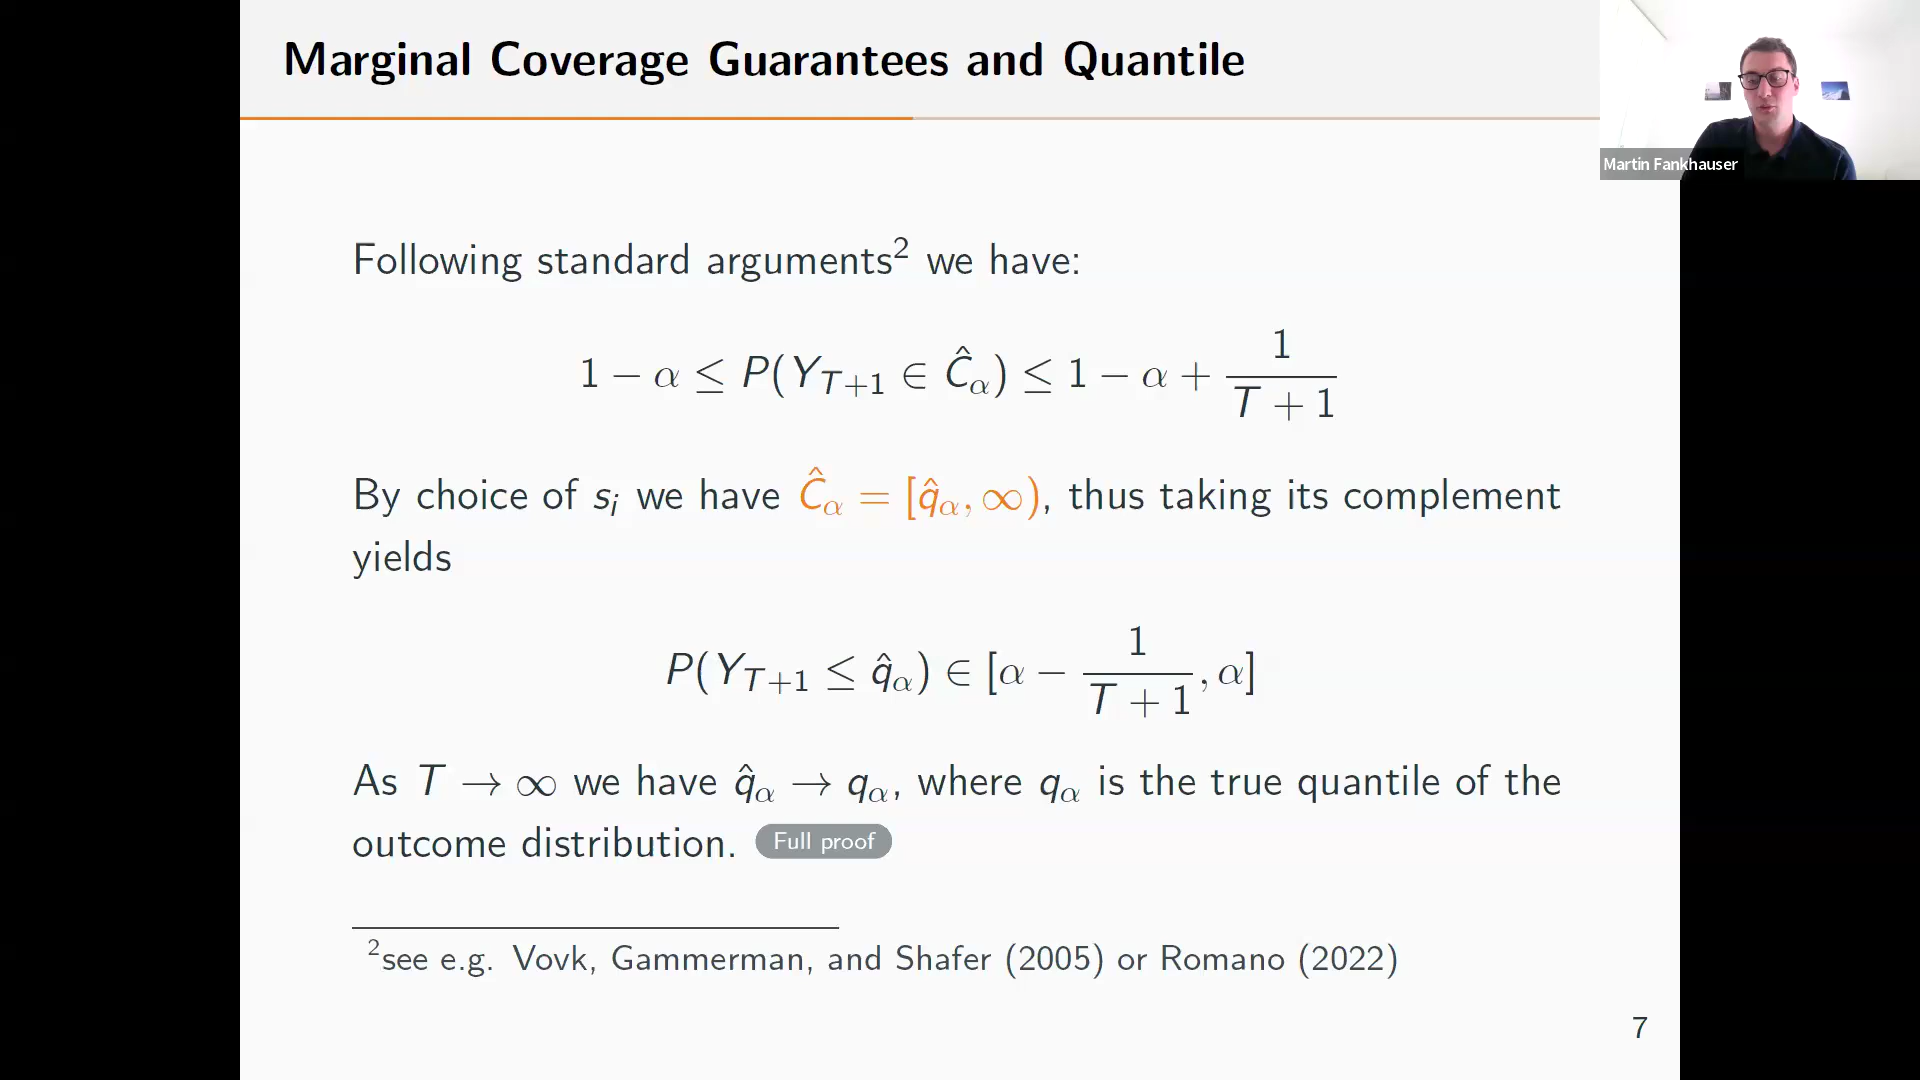 Marginal Coverage Guarantees and Quantile
Martin Fankhauser
Following standard arguments² we have:
1 − α ≤ P(Y_{T+1} ∈ Ĉ_α) ≤ 1 − α + \frac{1}{T + 1}
By choice of s_i we have Ĉ_α = [q̂_α, ∞), thus taking its complement
yields
P(Y_{T+1} ≤ q̂_α) ∈ [α − \frac{1}{T + 1}, α]
As T → ∞ we have q̂_α → q_α, where q_α is the true quantile of the
outcome distribution. Full proof
²see e.g. Vovk, Gammerman, and Shafer (2005) or Romano (2022)
7